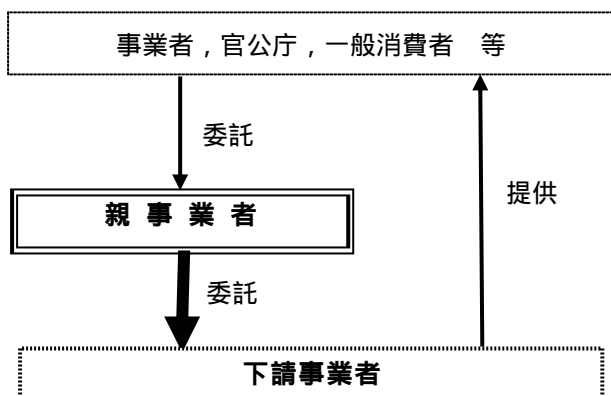 事業者，官公庁，一般消費者　等
委託
親 事 業 者
提供
委託
下請事業者